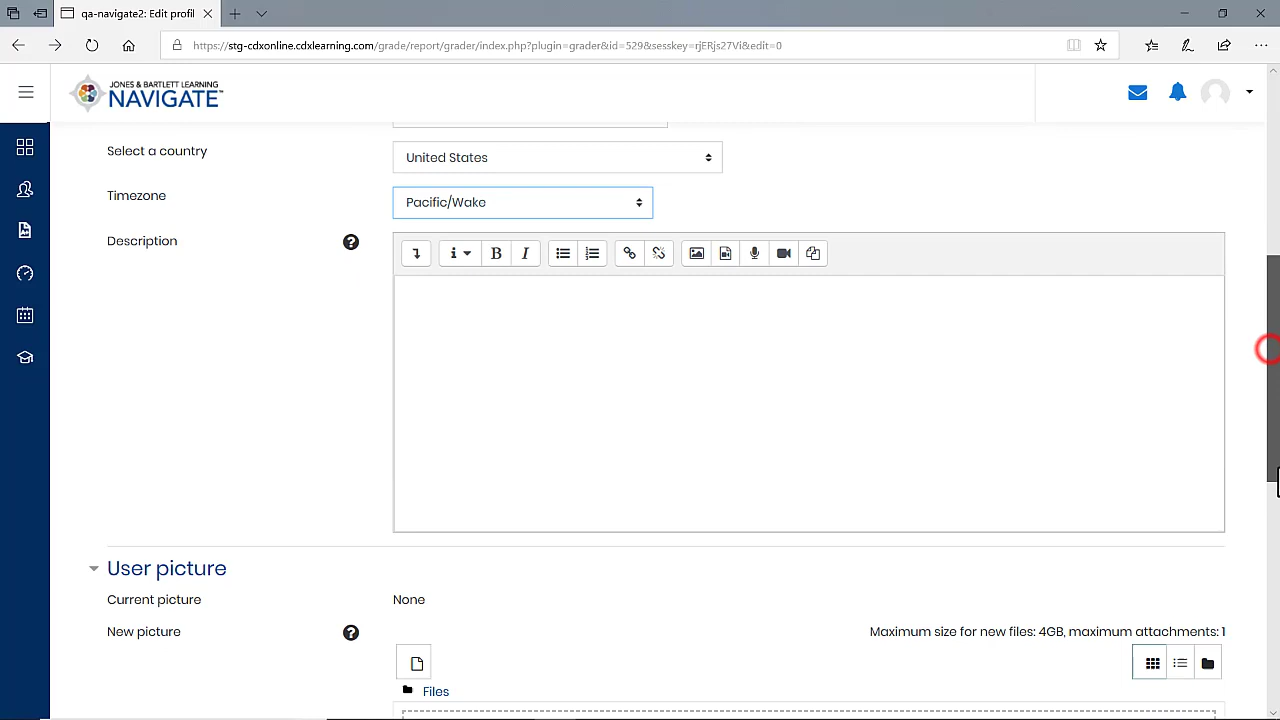 qa-navigate2: Edit profil
https://stg-cdxonline.cdxlearning.com/grade/report/grader/index.php?plugin=grader&id=529&sesskey=rjERjs27Vi&edit=0
JONES & BARTLETT LEARNING
NAVIGATE™
Select a country
United States
Timezone
Pacific/Wake
Description
User picture
Current picture
None
New picture
Maximum size for new files: 4GB, maximum attachments: 1
Files